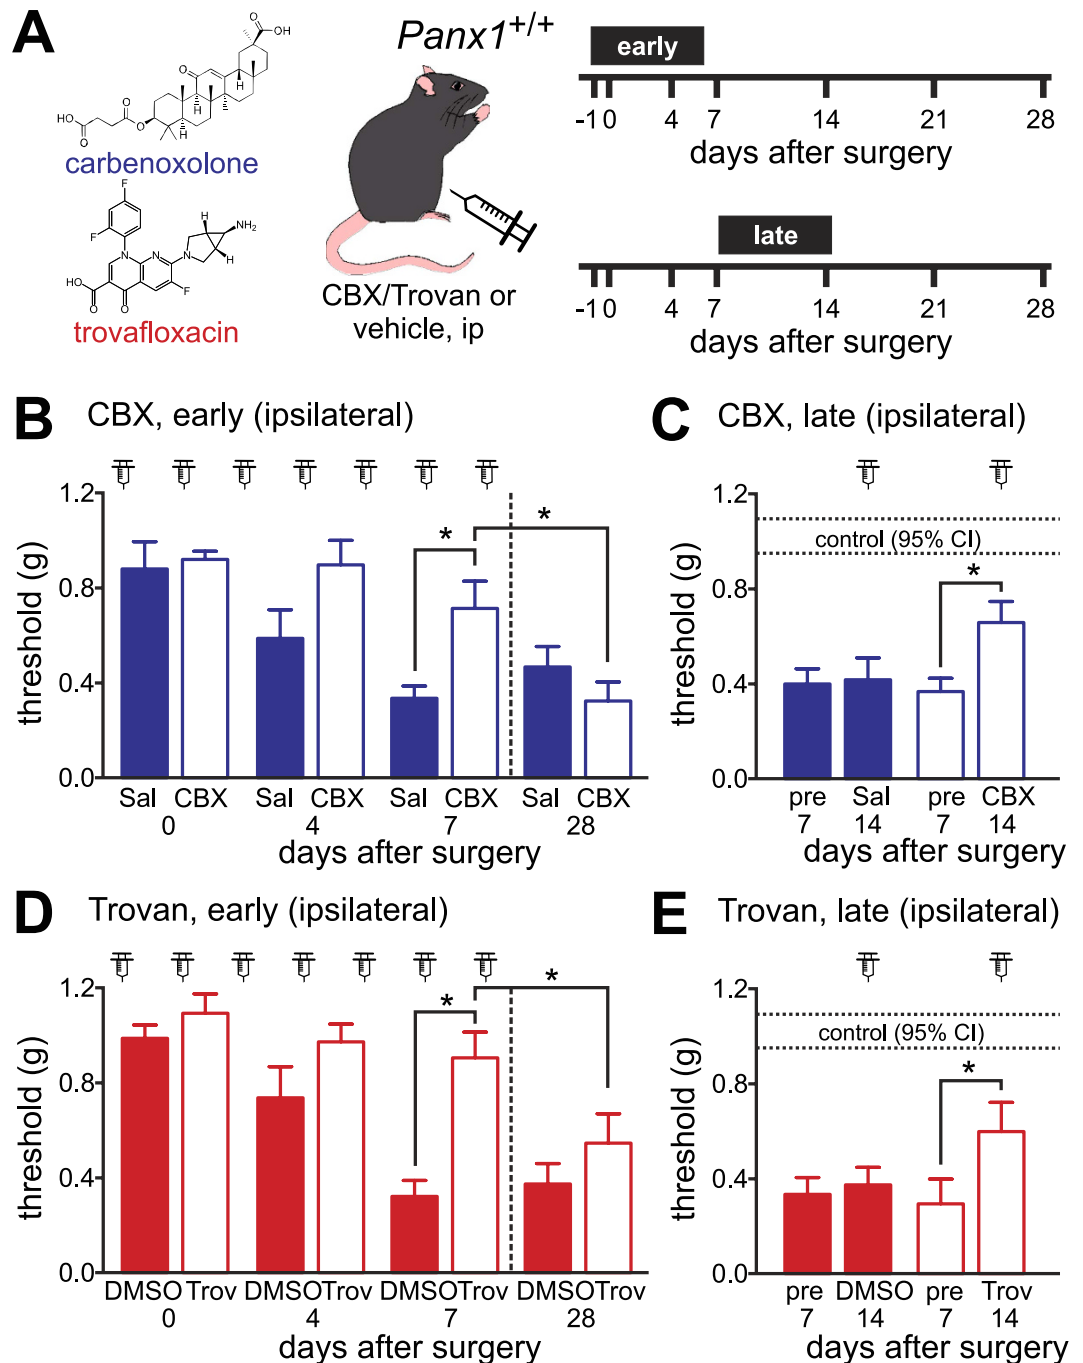 A
Panx1+/+
OH
O
HO
O
O
O
H
H
carbenoxolone
F
F
H
NH2
N
N
N
H
HO
O
O
F
trovafloxacin
CBX/Trovan or
vehicle, ip
early
-1 0 4 7 14 21 28
days after surgery
late
-1 0 4 7 14 21 28
days after surgery
B CBX, early (ipsilateral)
1.2
0.8
0.4
0.0
threshold (g)
* *
Sal CBX Sal CBX Sal CBX Sal CBX
0 4 7 28
days after surgery
C CBX, late (ipsilateral)
1.2
0.8
0.4
0.0
threshold (g)
control (95% CI)
*
pre Sal pre CBX
7 14 7 14
days after surgery
D Trovan, early (ipsilateral)
1.2
0.8
0.4
0.0
threshold (g)
* *
DMSO Trov DMSO Trov DMSO Trov DMSO Trov
0 4 7 28
days after surgery
E Trovan, late (ipsilateral)
1.2
0.8
0.4
0.0
threshold (g)
control (95% CI)
*
pre DMSO pre Trov
7 14 7 14
days after surgery